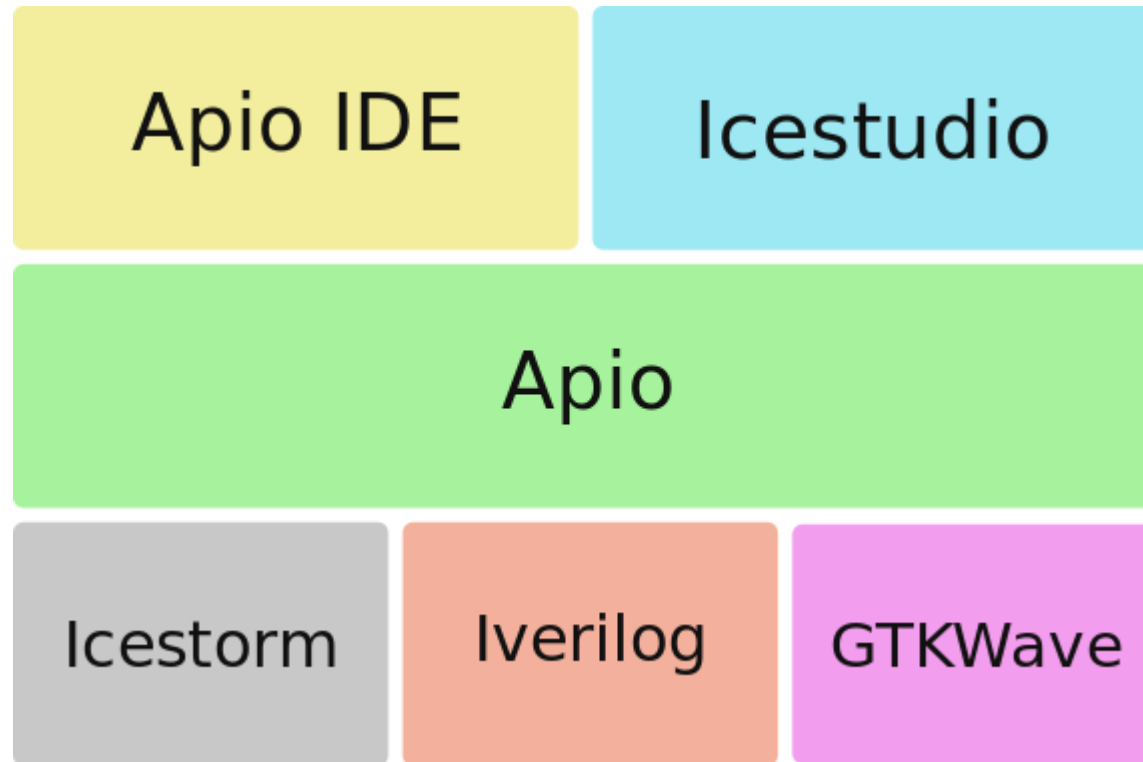 Apio IDE
Icestudio
Apio
Icestorm
Iverilog
GTKWave